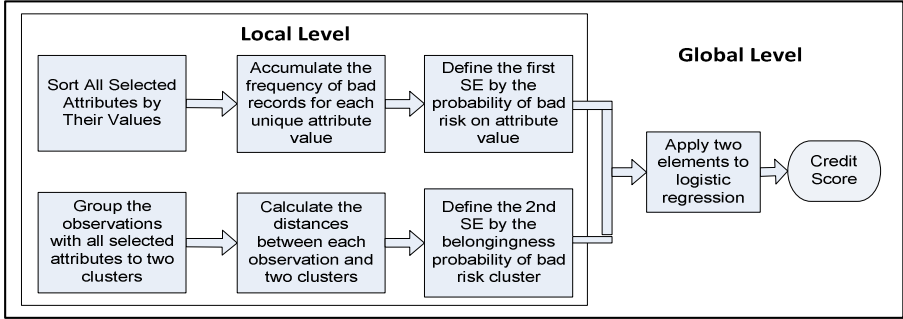 Local Level
Global Level
Sort All Selected
Attributes by
Their Values
Accumulate the
frequency of bad
records for each
unique attribute
value
Define the first
SE by the
probability of bad
risk on attribute
value
Group the
observations
with all selected
attributes to two
clusters
Calculate the
distances
between each
observation and
two clusters
Define the 2nd
SE by the
belongingness
probability of bad
risk cluster
Apply two
elements to
logistic
regression
Credit
Score